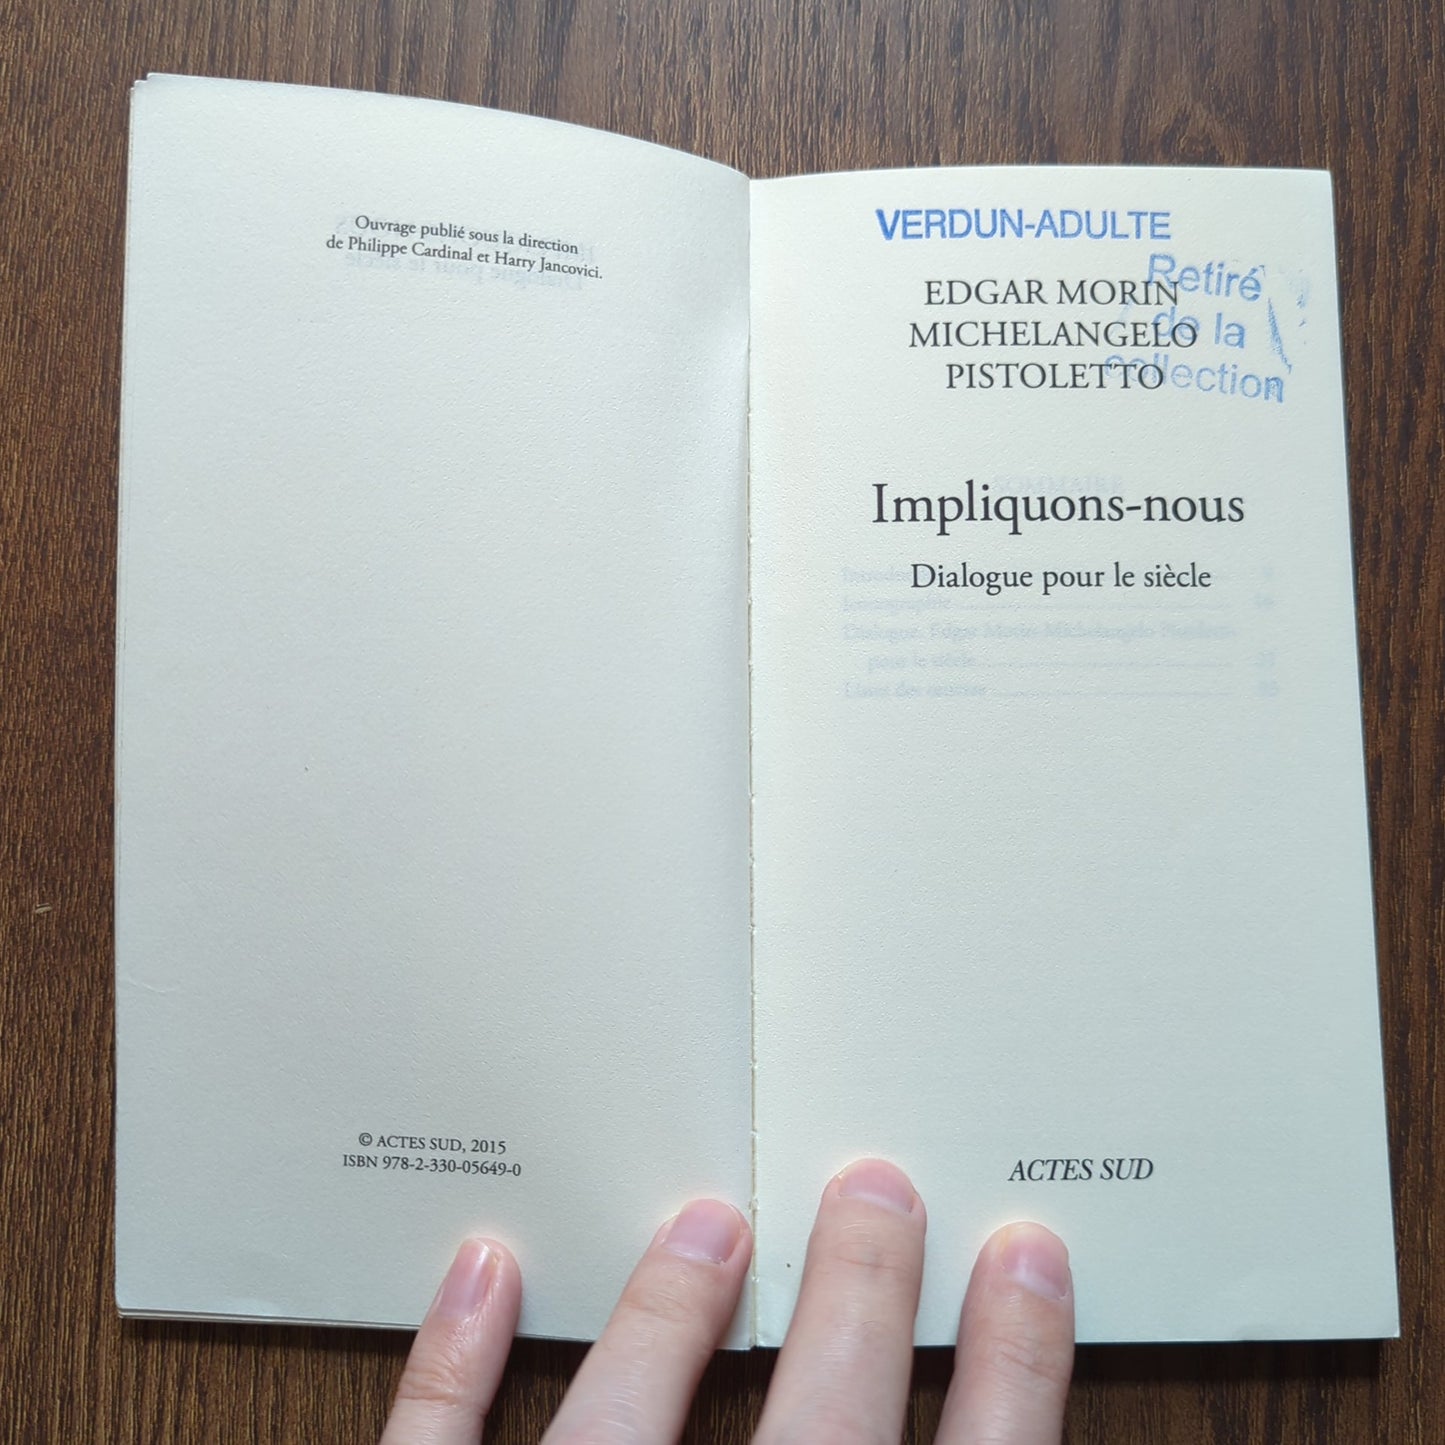 Ouvrage publié sous la direction
de Philippe Cardinal et Harry Jancovici.
© ACTES SUD, 2015
ISBN 978-2-330-05649-0
VERDUN-ADULTE
Retiré
de la
collection
EDGAR MORIN
MICHELANGELO
PISTOLETTO
Impliquons-nous
Dialogue pour le siècle
ACTES SUD